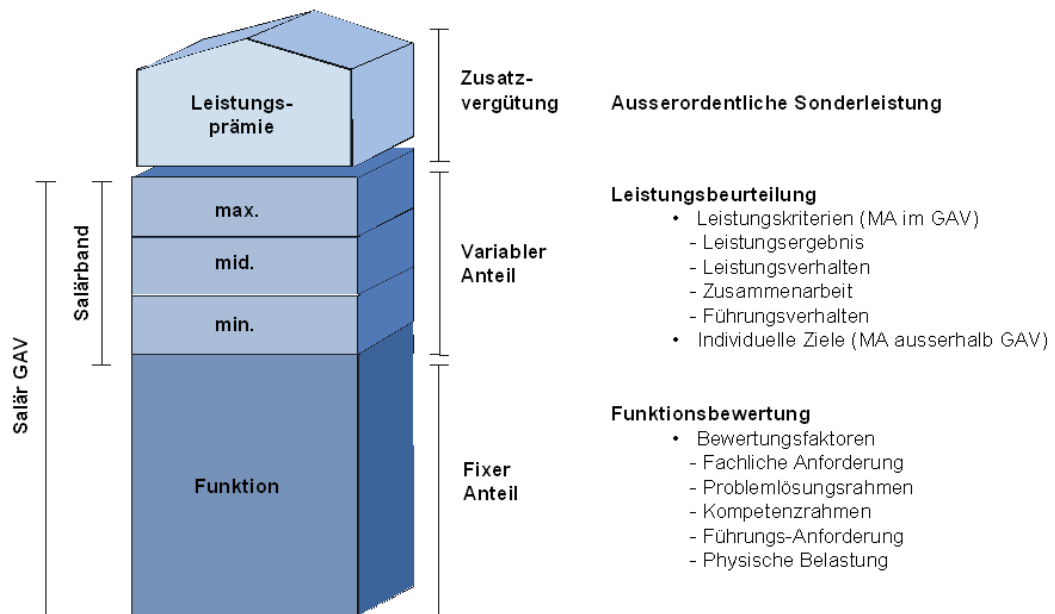 Leistungs-
prämie
Zusatz-
vergütung
Ausserordentliche Sonderleistung
Salär GAV
Salärband
max.
mid.
min.
Variabler
Anteil
Leistungsbeurteilung
• Leistungskriterien (MA im GAV)
- Leistungsergebnis
- Leistungsverhalten
- Zusammenarbeit
- Führungsverhalten
• Individuelle Ziele (MA ausserhalb GAV)
Funktion
Fixer
Anteil
Funktionsbewertung
• Bewertungsfaktoren
- Fachliche Anforderung
- Problemlösungsrahmen
- Kompetenzrahmen
- Führungs-Anforderung
- Physische Belastung